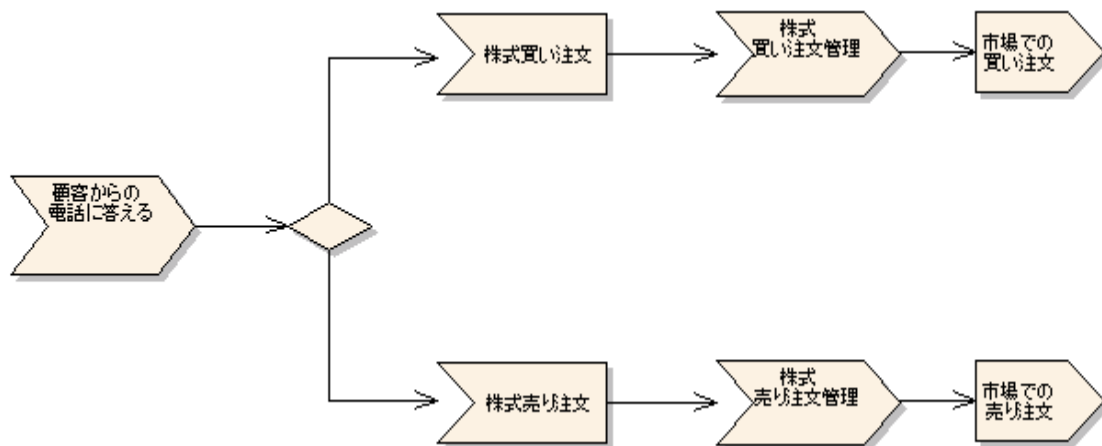 株式買い注文
株式
買い注文管理
市場での
買い注文
顧客からの
電話に答える
株式売り注文
株式
売り注文管理
市場での
売り注文